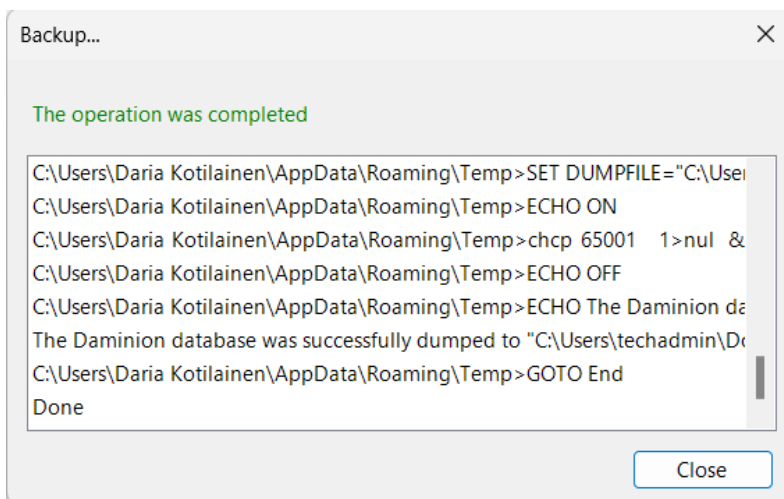 Backup...
The operation was completed
C:\Users\Daria Kotilainen\AppData\Roaming\Temp>SET DUMPFILE="C:\User
C:\Users\Daria Kotilainen\AppData\Roaming\Temp>ECHO ON
C:\Users\Daria Kotilainen\AppData\Roaming\Temp>chcp 65001 1>nul &
C:\Users\Daria Kotilainen\AppData\Roaming\Temp>ECHO OFF
C:\Users\Daria Kotilainen\AppData\Roaming\Temp>ECHO The Daminion da
The Daminion database was successfully dumped to "C:\Users\techadmin\Do
C:\Users\Daria Kotilainen\AppData\Roaming\Temp>GOTO End
Done
Close